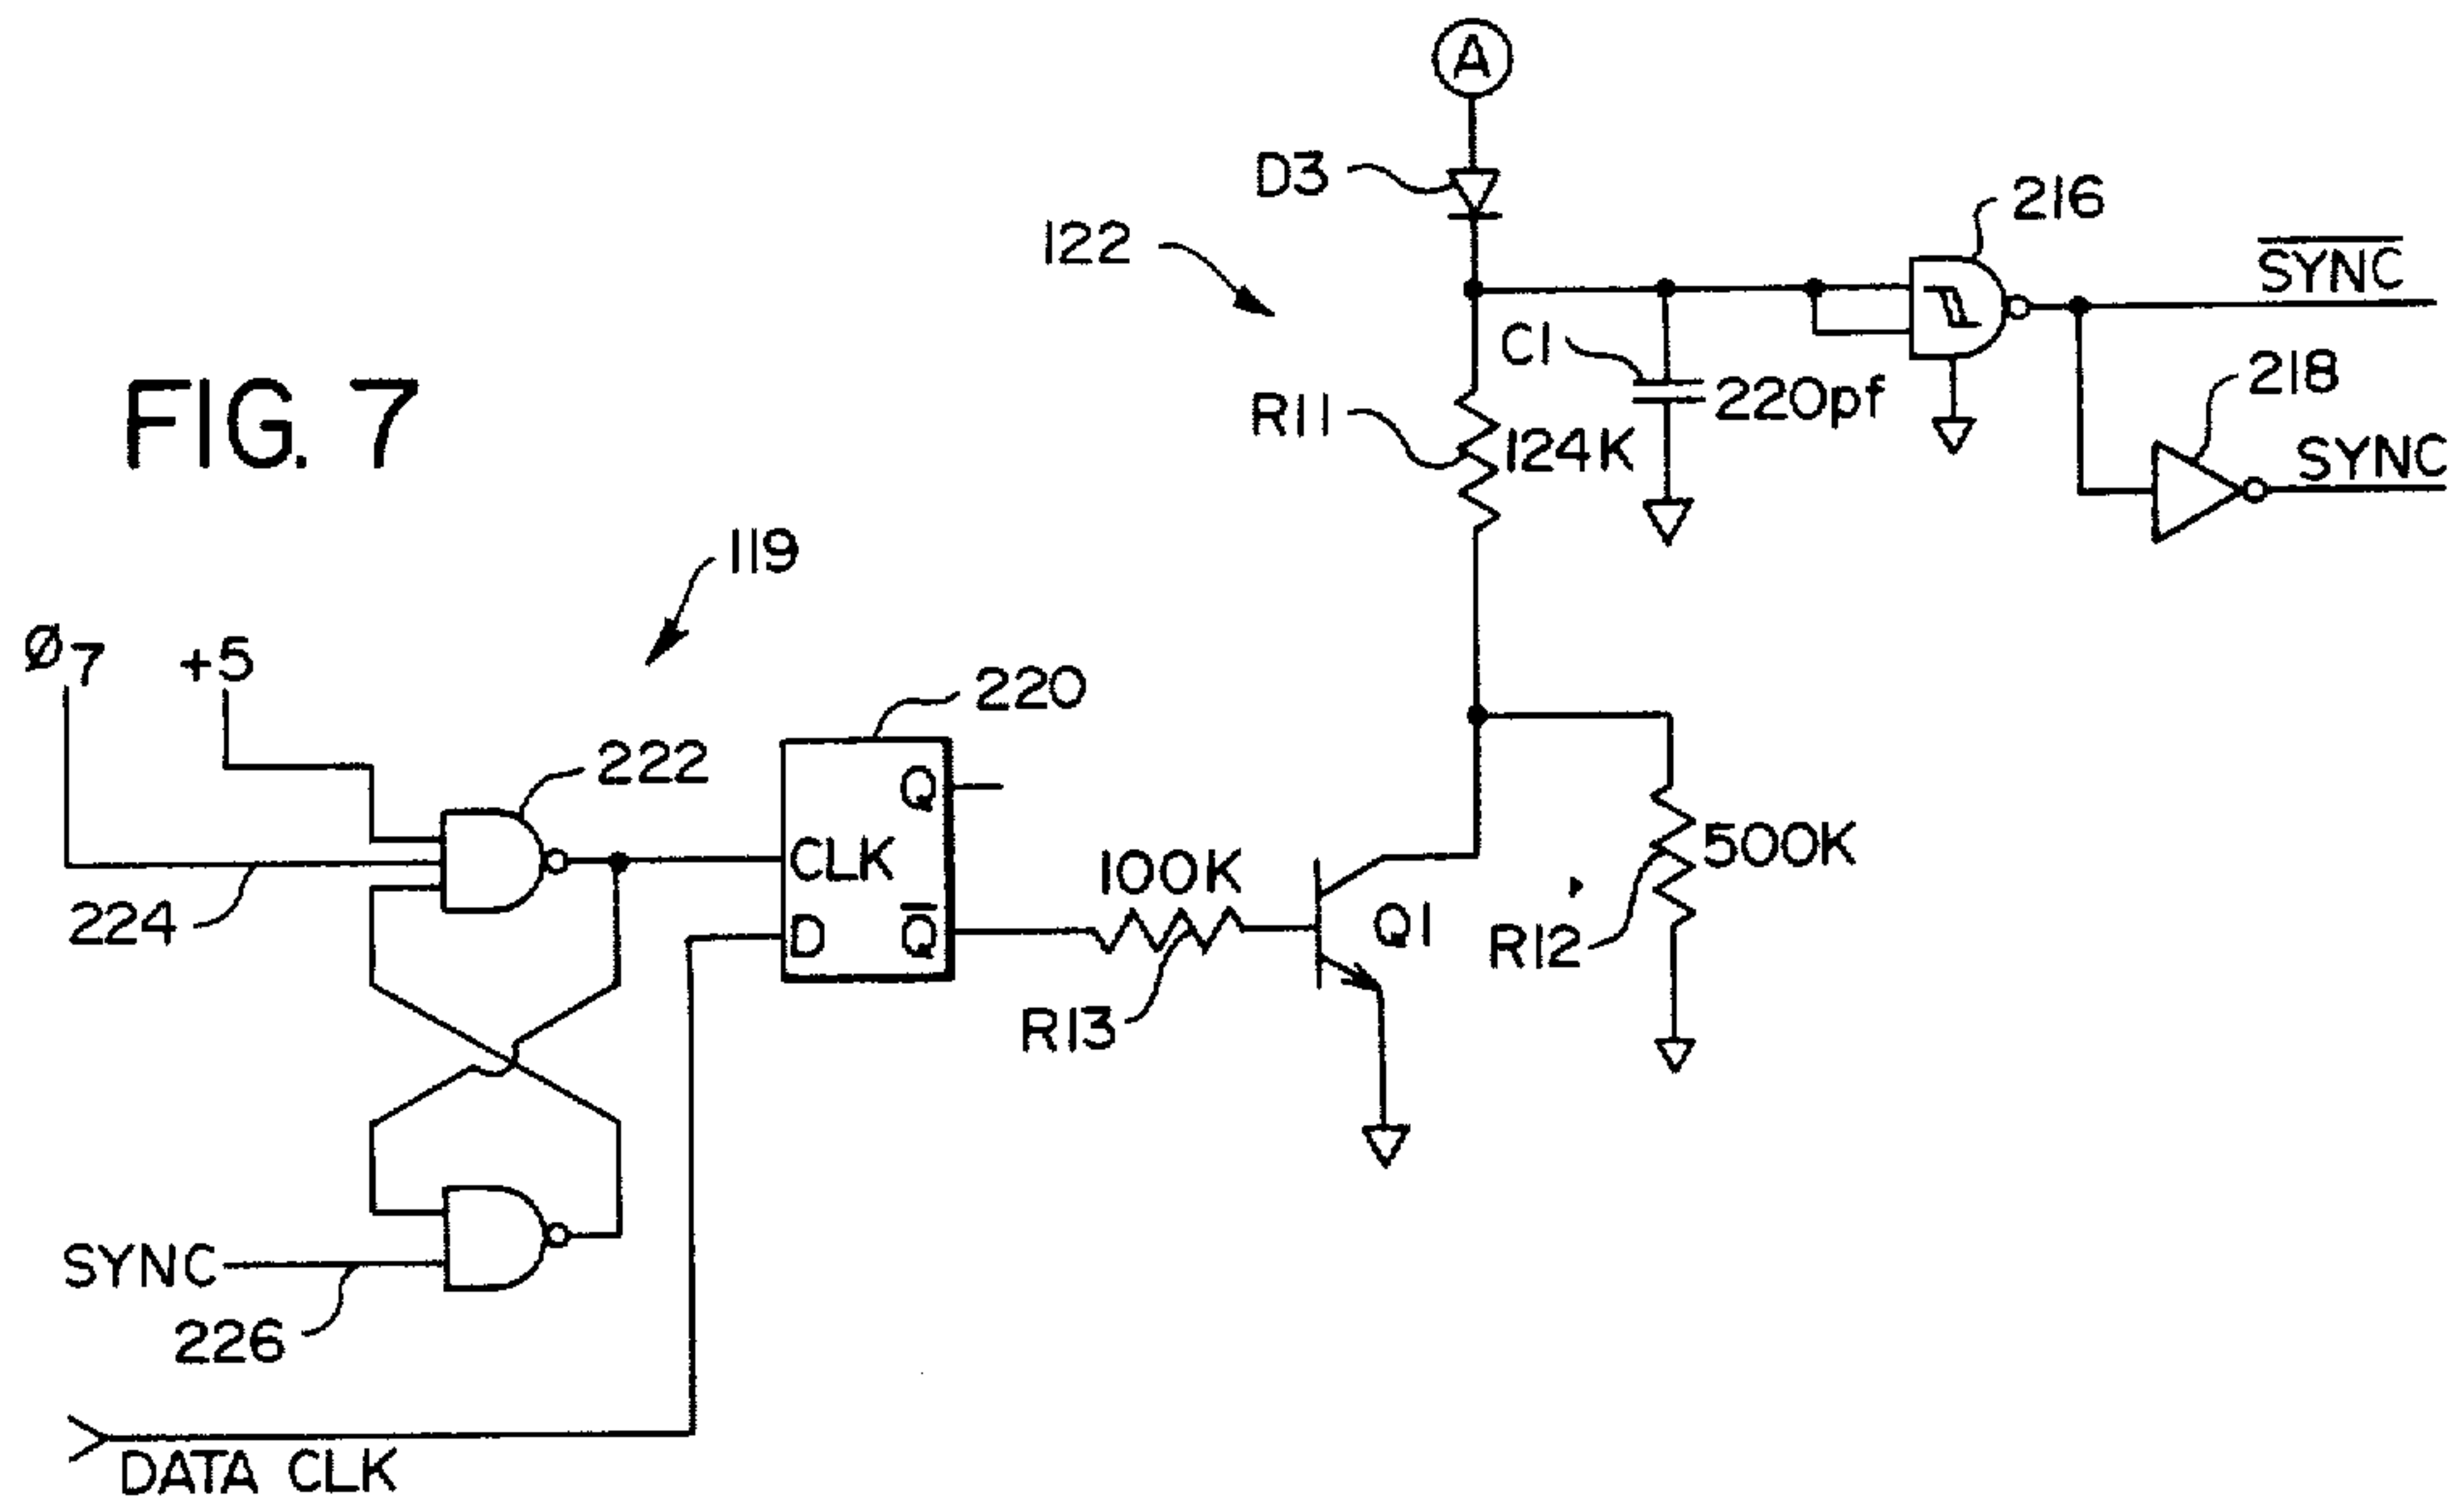 A
D3
216
122
SYNC
C1
220pf
218
FIG. 7
R11
124K
SYNC
119
Ø7
+5
220
222
Q
CLK
100K
500K
224
D
Q
Q1
R12
R13
SYNC
226
DATA CLK